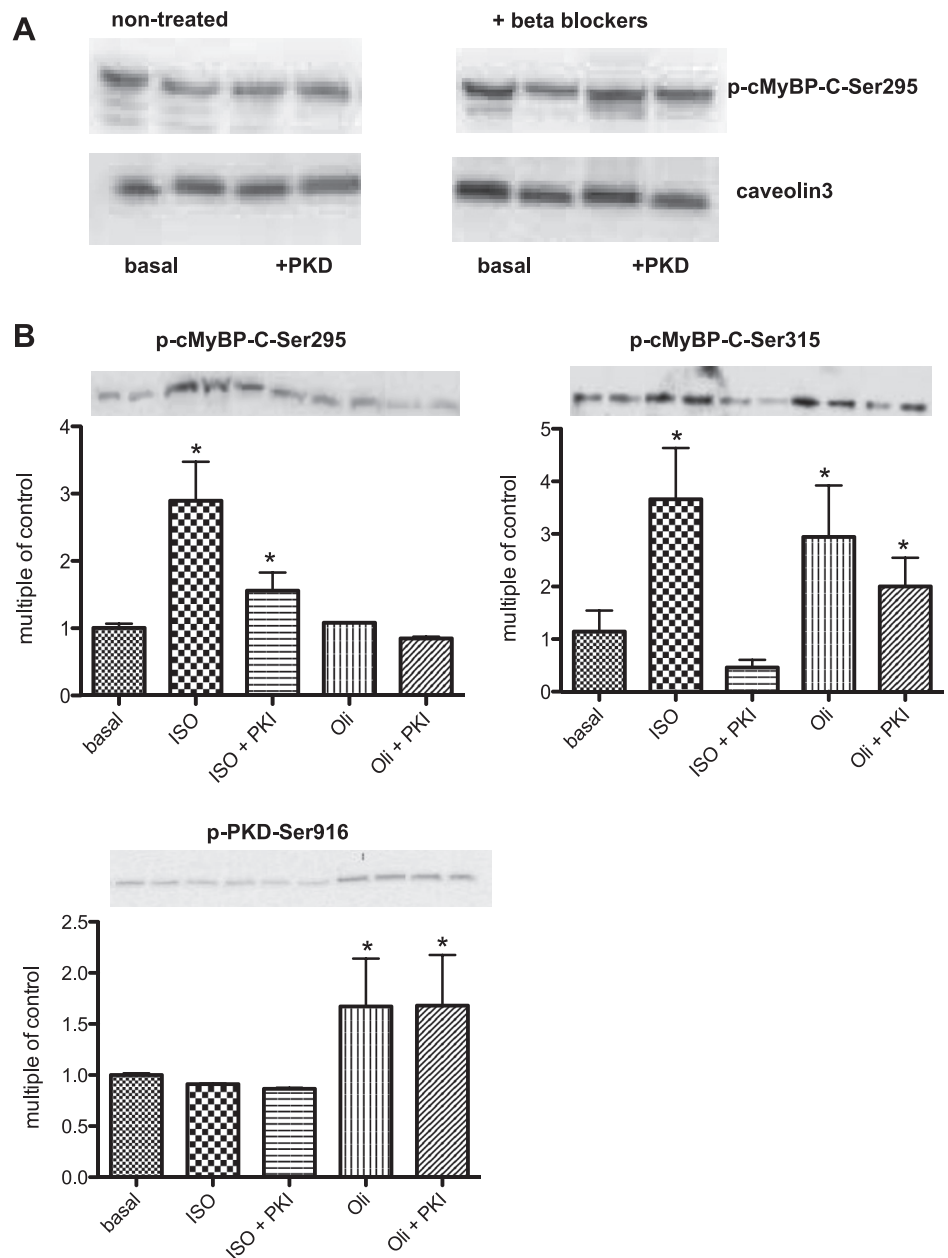 A
non-treated
+ beta blockers
p-cMyBP-C-Ser295
caveolin3
basal +PKD
basal +PKD
B
p-cMyBP-C-Ser295
multiple of control
4
3
2
1
0
*
*
basal
ISO
ISO + PKI
Oli
Oli + PKI
p-cMyBP-C-Ser315
multiple of control
5
4
3
2
1
0
*
*
*
basal
ISO
ISO + PKI
Oli
Oli + PKI
p-PKD-Ser916
multiple of control
2.5
2.0
1.5
1.0
0.5
0.0
*
*
basal
ISO
ISO + PKI
Oli
Oli + PKI